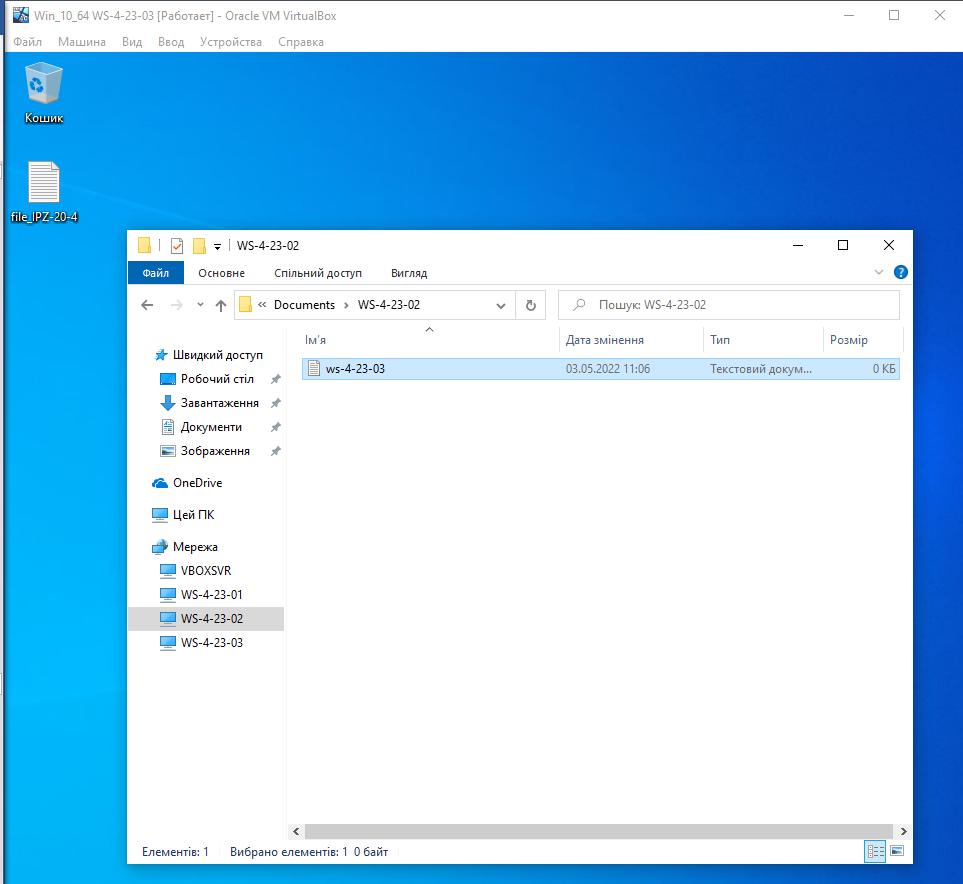 Win_10_64 WS-4-23-03 [Работает] - Oracle VM VirtualBox
Файл Машина Вид Ввод Устройства Справка
Кошик
file_IPZ-20-4
WS-4-23-02
Файл Основне Спільний доступ Вигляд
« Documents › WS-4-23-02
Пошук: WS-4-23-02
Ім'я Дата змінення Тип Розмір
ws-4-23-03 03.05.2022 11:06 Текстовий докум... 0 КБ
Швидкий доступ
Робочий стіл
Завантаження
Документи
Зображення
OneDrive
Цей ПК
Мережа
VBOXSVR
WS-4-23-01
WS-4-23-02
WS-4-23-03
Елементів: 1 Вибрано елементів: 1 0 байт